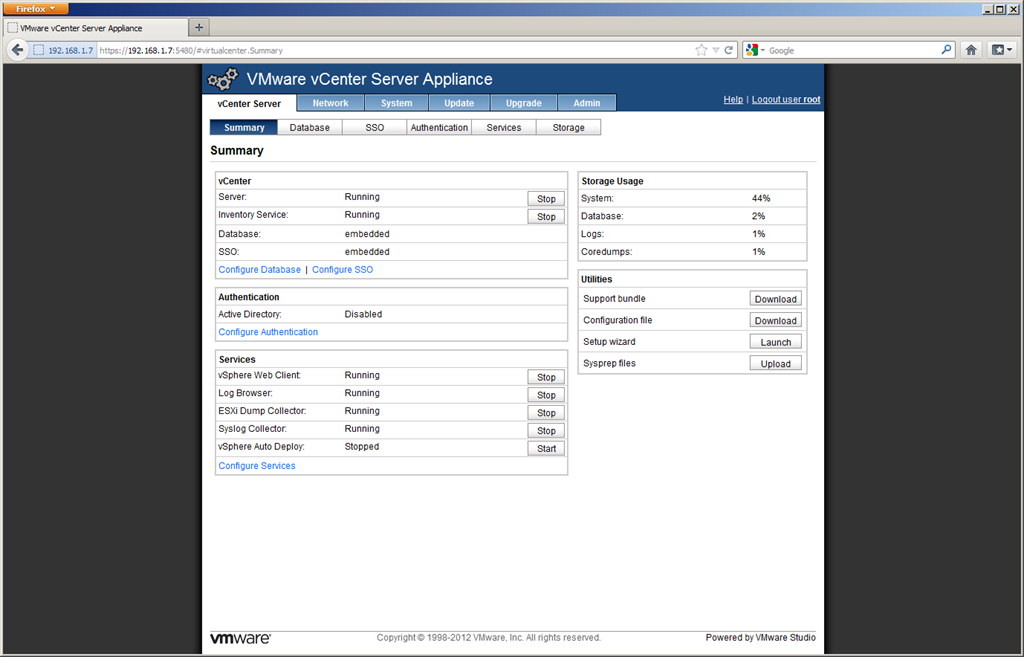 Firefox
VMware vCenter Server Appliance
192.168.1.7 https://192.168.1.7:5480/#virtualcenter.Summary Google
VMware vCenter Server Appliance
vCenter Server Network System Update Upgrade Admin Help | Logout user root
Summary Database SSO Authentication Services Storage
Summary
vCenter
Server: Running Stop
Inventory Service: Running Stop
Database: embedded
SSO: embedded
Configure Database | Configure SSO
Authentication
Active Directory: Disabled
Configure Authentication
Services
vSphere Web Client: Running Stop
Log Browser: Running Stop
ESXi Dump Collector: Running Stop
Syslog Collector: Running Stop
vSphere Auto Deploy: Stopped Start
Configure Services
Storage Usage
System: 44%
Database: 2%
Logs: 1%
Coredumps: 1%
Utilities
Support bundle Download
Configuration file Download
Setup wizard Launch
Sysprep files Upload
vmware Copyright © 1998-2012 VMware, Inc. All rights reserved. Powered by VMware Studio